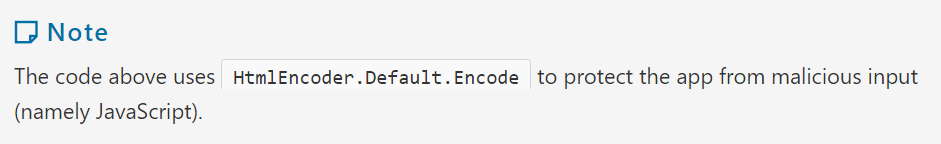 Note
The code above uses HtmlEncoder.Default.Encode to protect the app from malicious input
(namely JavaScript).